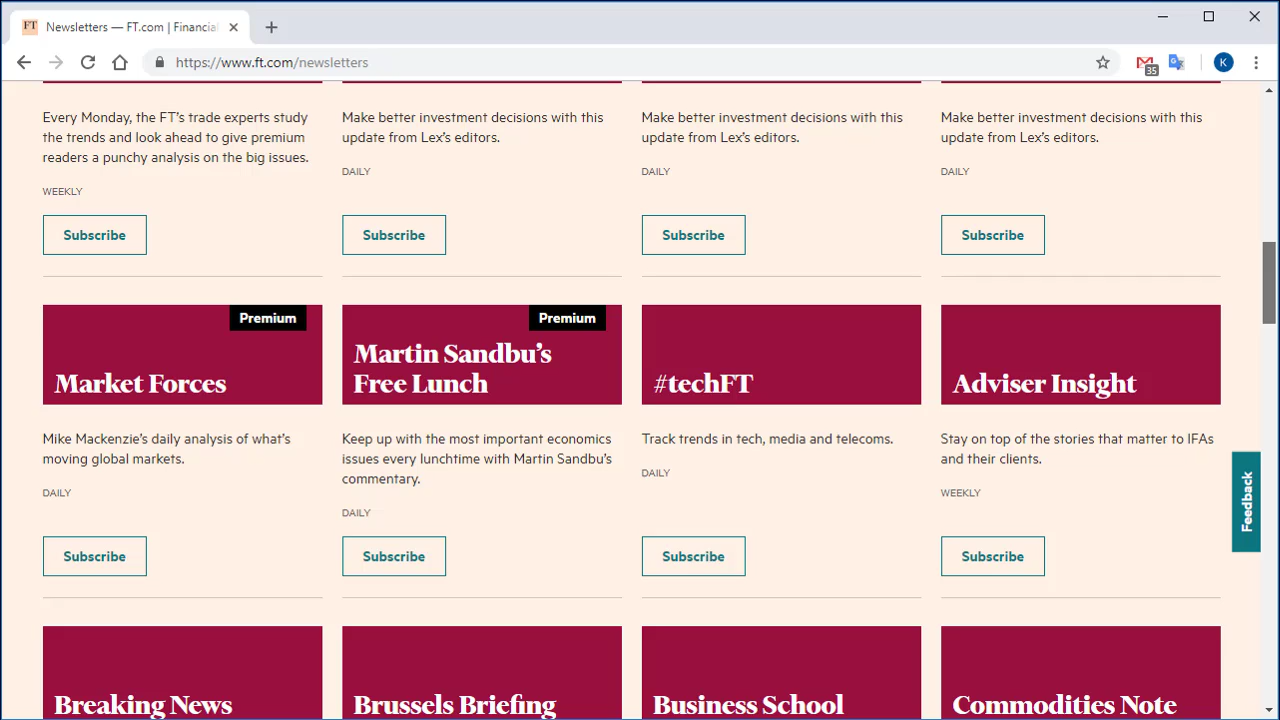 FT Newsletters — FT.com | Financia
https://www.ft.com/newsletters
35
K
Every Monday, the FT's trade experts study
the trends and look ahead to give premium
readers a punchy analysis on the big issues.
WEEKLY
Subscribe
Make better investment decisions with this
update from Lex's editors.
DAILY
Subscribe
Make better investment decisions with this
update from Lex's editors.
DAILY
Subscribe
Make better investment decisions with this
update from Lex's editors.
DAILY
Subscribe
Premium
Market Forces
Mike Mackenzie's daily analysis of what's
moving global markets.
DAILY
Subscribe
Premium
Martin Sandbu's
Free Lunch
Keep up with the most important economics
issues every lunchtime with Martin Sandbu's
commentary.
DAILY
Subscribe
#techFT
Track trends in tech, media and telecoms.
DAILY
Subscribe
Adviser Insight
Stay on top of the stories that matter to IFAs
and their clients.
WEEKLY
Subscribe
Feedback
Breaking News
Brussels Briefing
Business School
Commodities Note